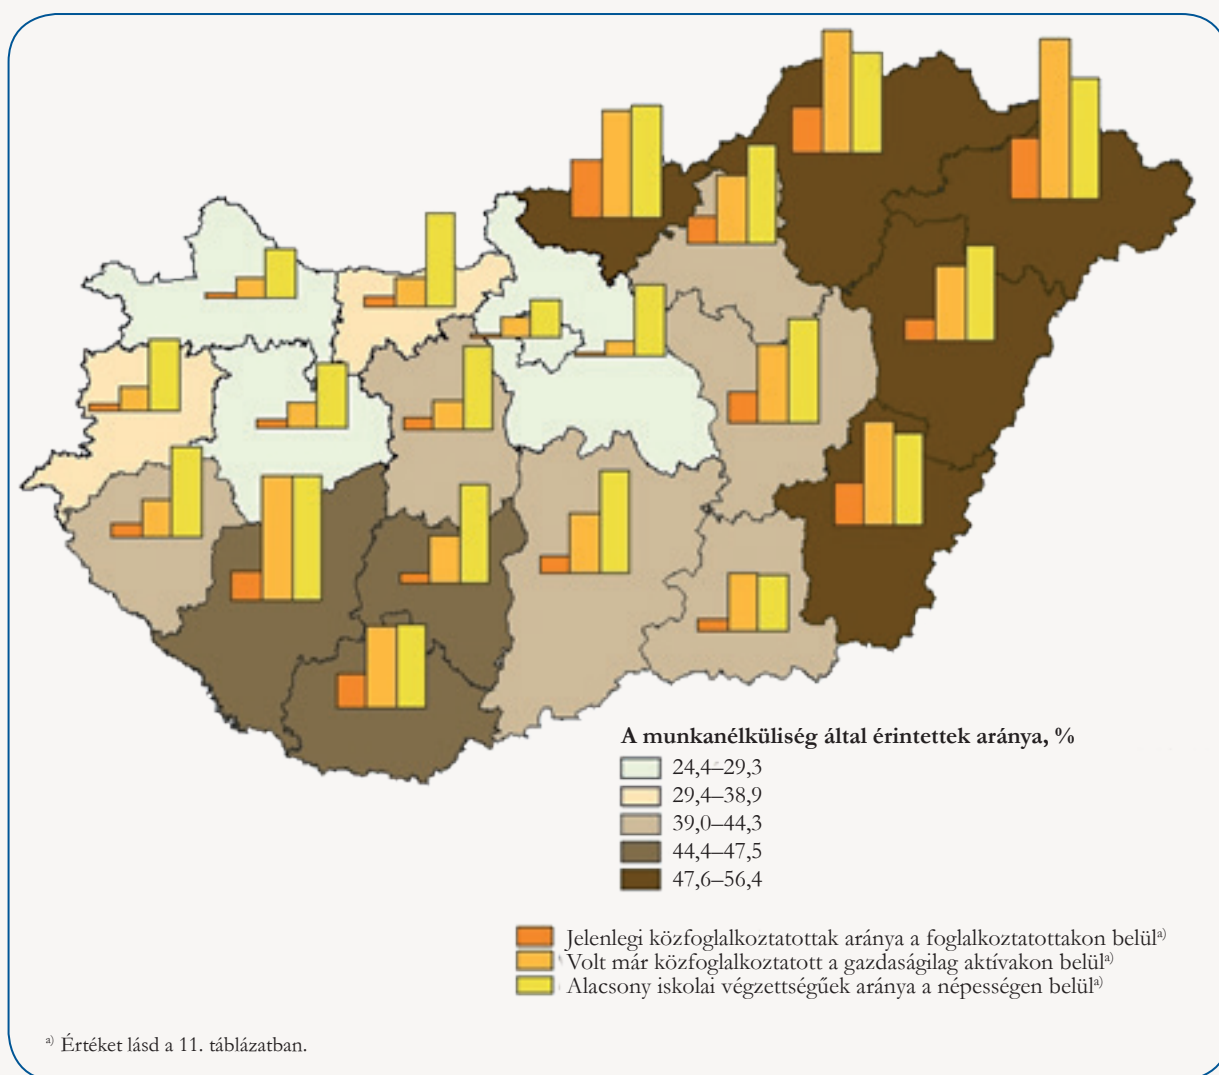 A munkanélküliség által érintettek aránya, %
24,4–29,3
29,4–38,9
39,0–44,3
44,4–47,5
47,6–56,4
Jelenlegi közfoglalkoztatottak aránya a foglalkoztatottakon belül a)
Volt már közfoglalkoztatott a gazdaságilag aktívakon belül a)
Alacsony iskolai végzettségűek aránya a népességen belül a)
a) Értéket lásd a 11. táblázatban.